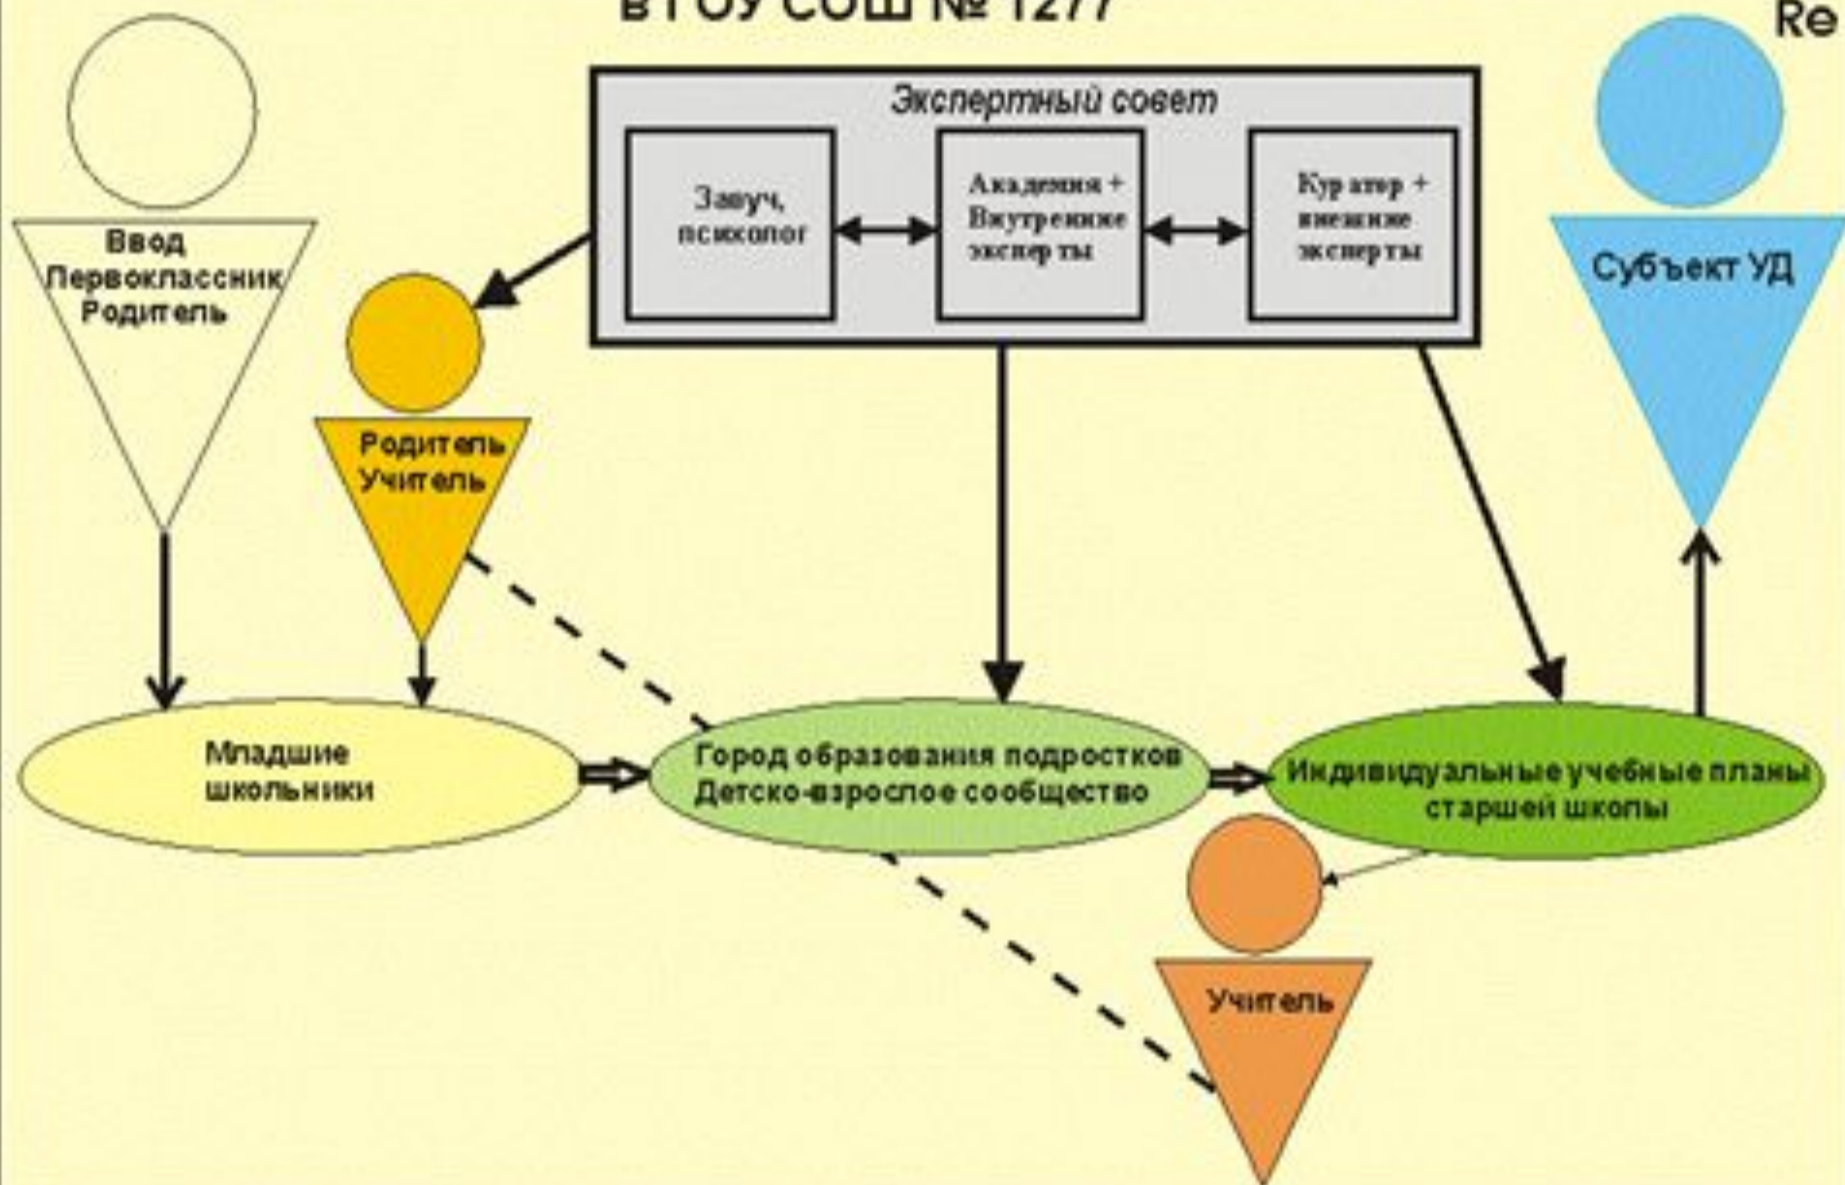 в ГОУ СОШ № 1277
Re
Экспертный совет
Завуч,
психолог
Академия +
Внутренние
эксперты
Куратор +
внешние
эксперты
Ввод
Первоклассник
Родитель
Субъект УД
Родитель
Учитель
Младшие
школьники
Город образования подростков
Детско-взрослое сообщество
Индивидуальные учебные планы
старшей школы
Учитель